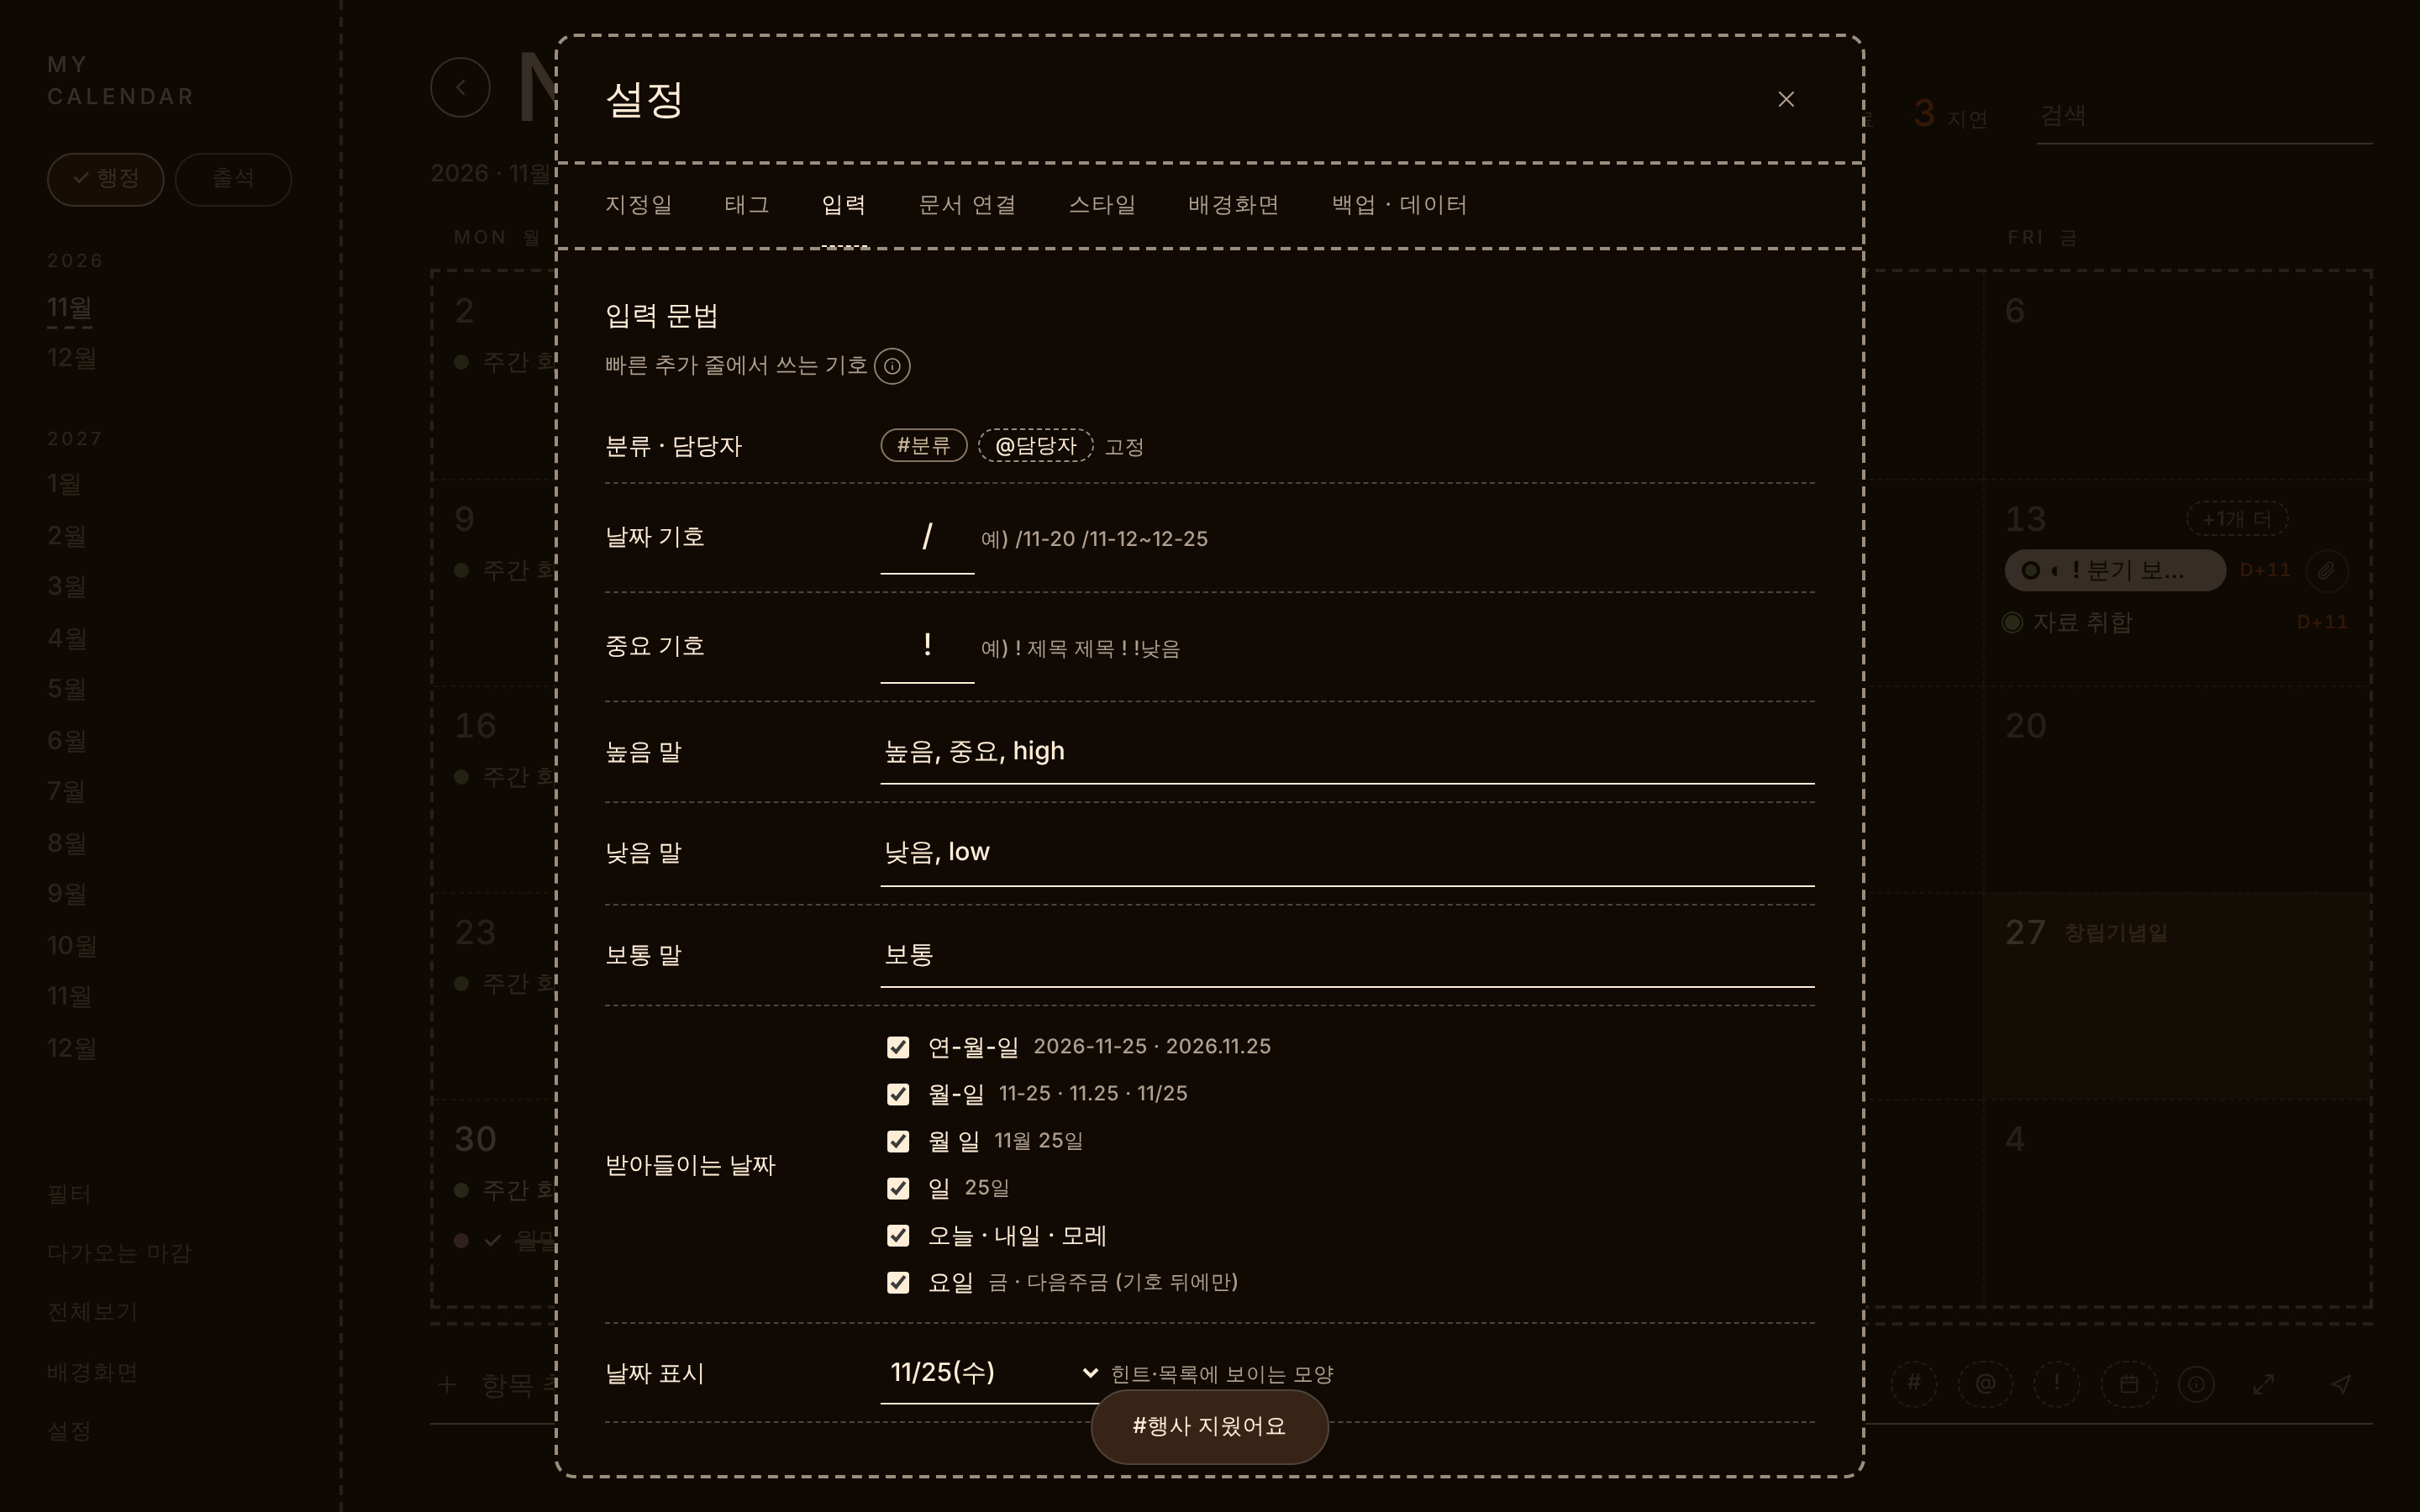 MY
CALENDAR
행정
출석
2026
11월
12월
2027
1월
2월
3월
4월
5월
6월
7월
8월
9월
10월
11월
12월
필터
다가오는 마감
전체보기
배경화면
설정
2026 · 11월
MON 월
2
주간
9
주간
16
주간
23
주간
30
주간
+ 항목
설정
지정일 태그 입력 문서 연결 스타일 배경화면 백업 · 데이터
입력 문법
빠른 추가 줄에서 쓰는 기호
분류 · 담당자 #분류 @담당자 고정
날짜 기호 / 예) /11-20 /11-12~12-25
중요 기호 ! 예) ! 제목 제목 ! !낮음
높음 말 높음, 중요, high
낮음 말 낮음, low
보통 말 보통
받아들이는 날짜
연-월-일 2026-11-25 · 2026.11.25
월-일 11-25 · 11.25 · 11/25
월 일 11월 25일
일 25일
오늘 · 내일 · 모레
요일 금 · 다음주금 (기호 뒤에만)
날짜 표시 11/25(수) 힌트·목록에 보이는 모양
#행사 지웠어요
3 지연
검색
FRI 금
6
13 +1개 더
! 분기 보... D+11
자료 취합 D+11
20
27 창립기념일
4
# @ !